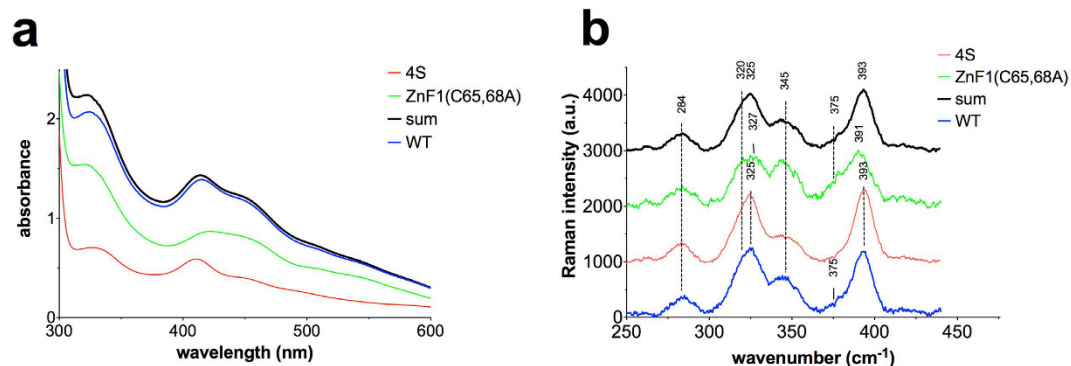 a
absorbance
2
1
0
300
400
500
600
wavelength (nm)
4S
ZnF1(C65,68A)
sum
WT
b
Raman intensity (a.u.)
4000
3000
2000
1000
0
250
300
350
400
450
wavenumber (cm-1)
284
320
325
345
375
393
327
391
325
393
375
4S
ZnF1(C65,68A)
sum
WT